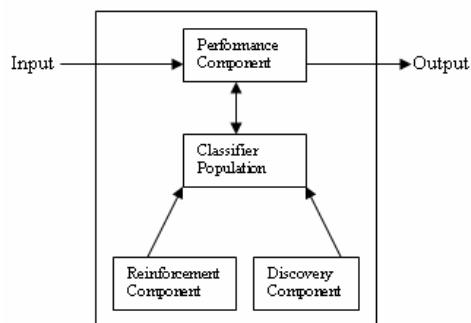 Performance
Component
Input
Output
Classifier
Population
Reinforcement
Component
Discovery
Component